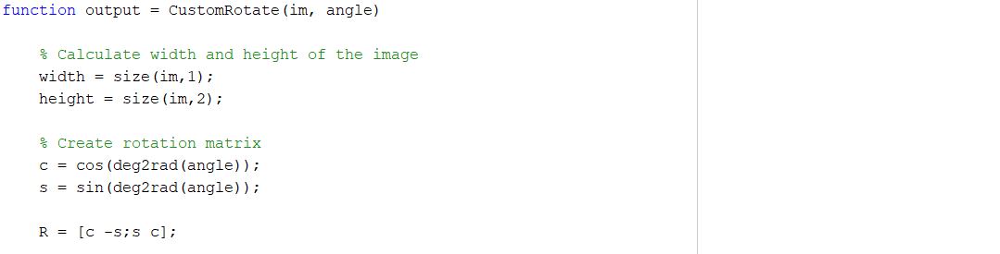 function output = CustomRotate(im, angle)
% Calculate width and height of the image
width = size(im,1);
height = size(im,2);
% Create rotation matrix
c = cos(deg2rad(angle));
s = sin(deg2rad(angle));
R = [c -s;s c];